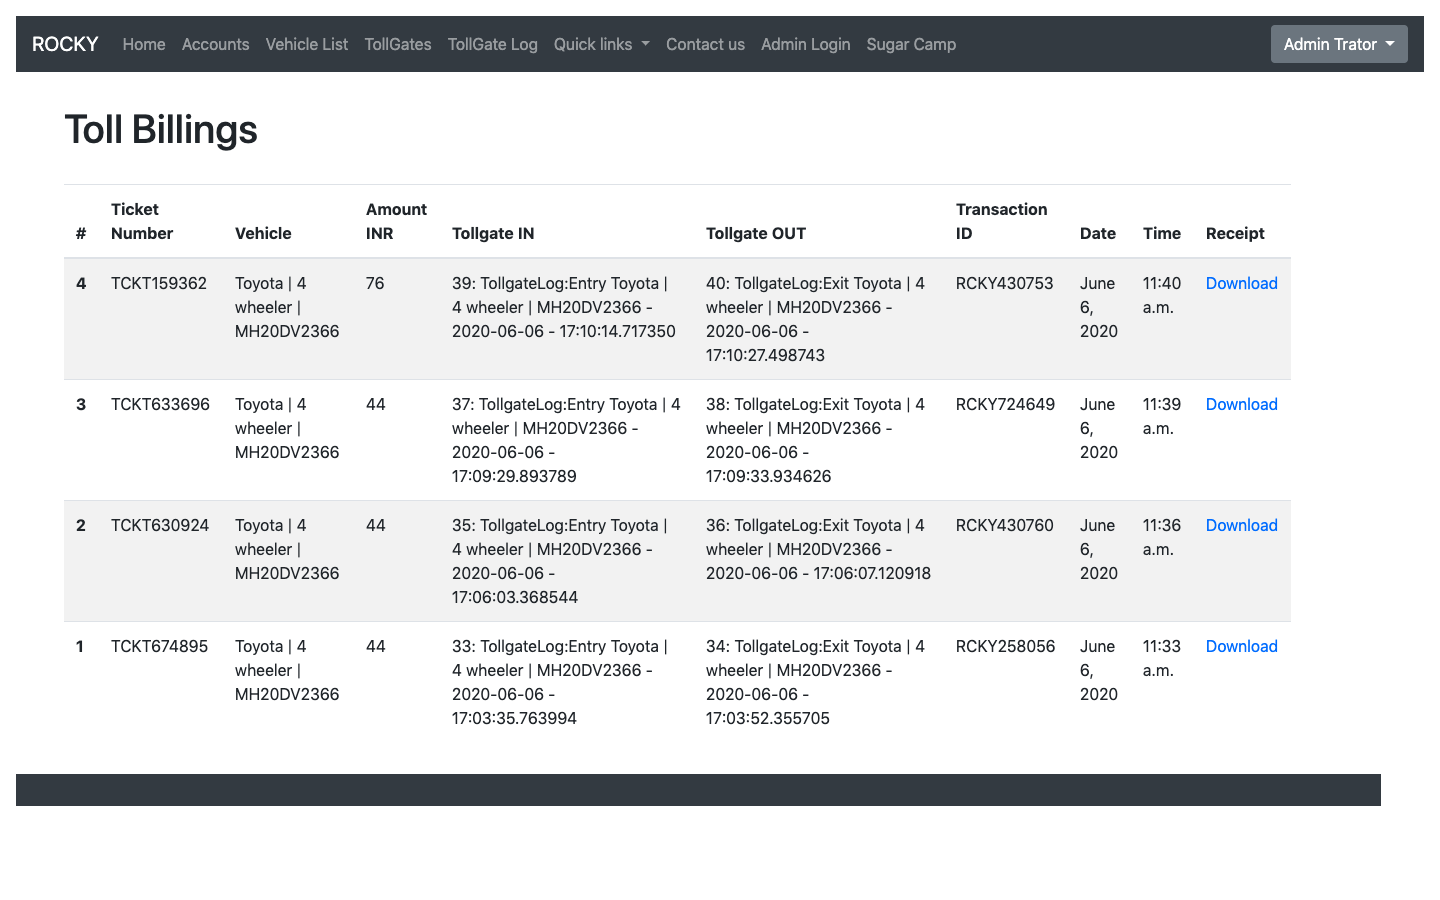 ROCKY Home Accounts Vehicle List TollGates TollGate Log Quick links Contact us Admin Login Sugar Camp Admin Trator
Toll Billings
# Ticket Number Vehicle Amount INR Tollgate IN Tollgate OUT Transaction ID Date Time Receipt
4 TCKT159362 Toyota | 4 wheeler | MH20DV2366 76 39: TollgateLog:Entry Toyota | 4 wheeler | MH20DV2366 - 2020-06-06 - 17:10:14.717350 40: TollgateLog:Exit Toyota | 4 wheeler | MH20DV2366 - 2020-06-06 - 17:10:27.498743 RCKY430753 June 6, 2020 11:40 a.m. Download
3 TCKT633696 Toyota | 4 wheeler | MH20DV2366 44 37: TollgateLog:Entry Toyota | 4 wheeler | MH20DV2366 - 2020-06-06 - 17:09:29.893789 38: TollgateLog:Exit Toyota | 4 wheeler | MH20DV2366 - 2020-06-06 - 17:09:33.934626 RCKY724649 June 6, 2020 11:39 a.m. Download
2 TCKT630924 Toyota | 4 wheeler | MH20DV2366 44 35: TollgateLog:Entry Toyota | 4 wheeler | MH20DV2366 - 2020-06-06 - 17:06:03.368544 36: TollgateLog:Exit Toyota | 4 wheeler | MH20DV2366 - 2020-06-06 - 17:06:07.120918 RCKY430760 June 6, 2020 11:36 a.m. Download
1 TCKT674895 Toyota | 4 wheeler | MH20DV2366 44 33: TollgateLog:Entry Toyota | 4 wheeler | MH20DV2366 - 2020-06-06 - 17:03:35.763994 34: TollgateLog:Exit Toyota | 4 wheeler | MH20DV2366 - 2020-06-06 - 17:03:52.355705 RCKY258056 June 6, 2020 11:33 a.m. Download